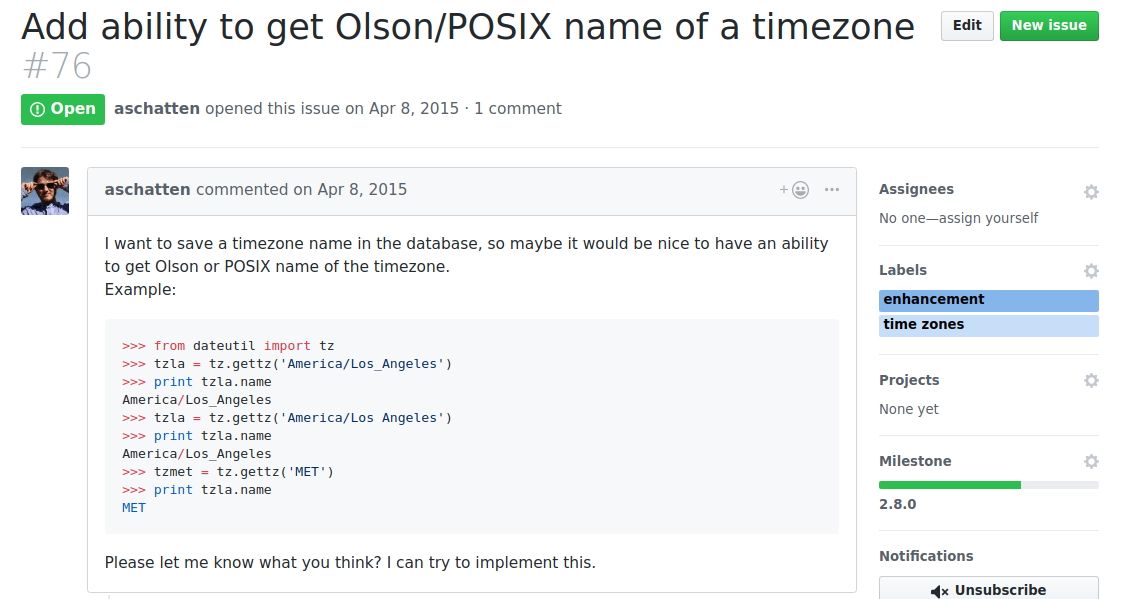 Add ability to get Olson/POSIX name of a timezone
#76
Edit
New issue
Open
aschatten opened this issue on Apr 8, 2015 · 1 comment
aschatten commented on Apr 8, 2015
I want to save a timezone name in the database, so maybe it would be nice to have an ability
to get Olson or POSIX name of the timezone.
Example:
>>> from dateutil import tz
>>> tzla = tz.gettz('America/Los_Angeles')
>>> print tzla.name
America/Los_Angeles
>>> tzla = tz.gettz('America/Los Angeles')
>>> print tzla.name
America/Los_Angeles
>>> tzmet = tz.gettz('MET')
>>> print tzla.name
MET
Please let me know what you think? I can try to implement this.
Assignees
No one—assign yourself
Labels
enhancement
time zones
Projects
None yet
Milestone
2.8.0
Notifications
Unsubscribe